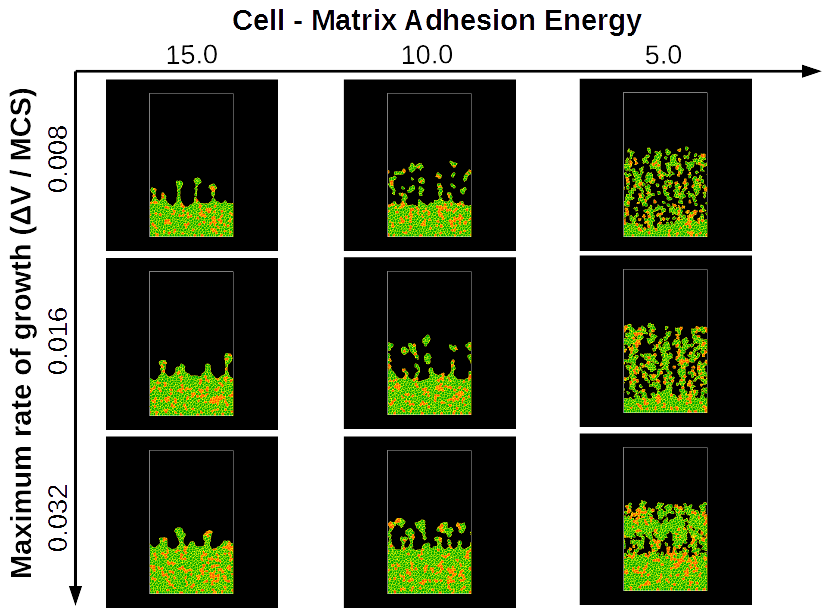 Cell - Matrix Adhesion Energy
15.0 10.0 5.0
Maximum rate of growth (ΔV / MCS)
0.008
0.016
0.032